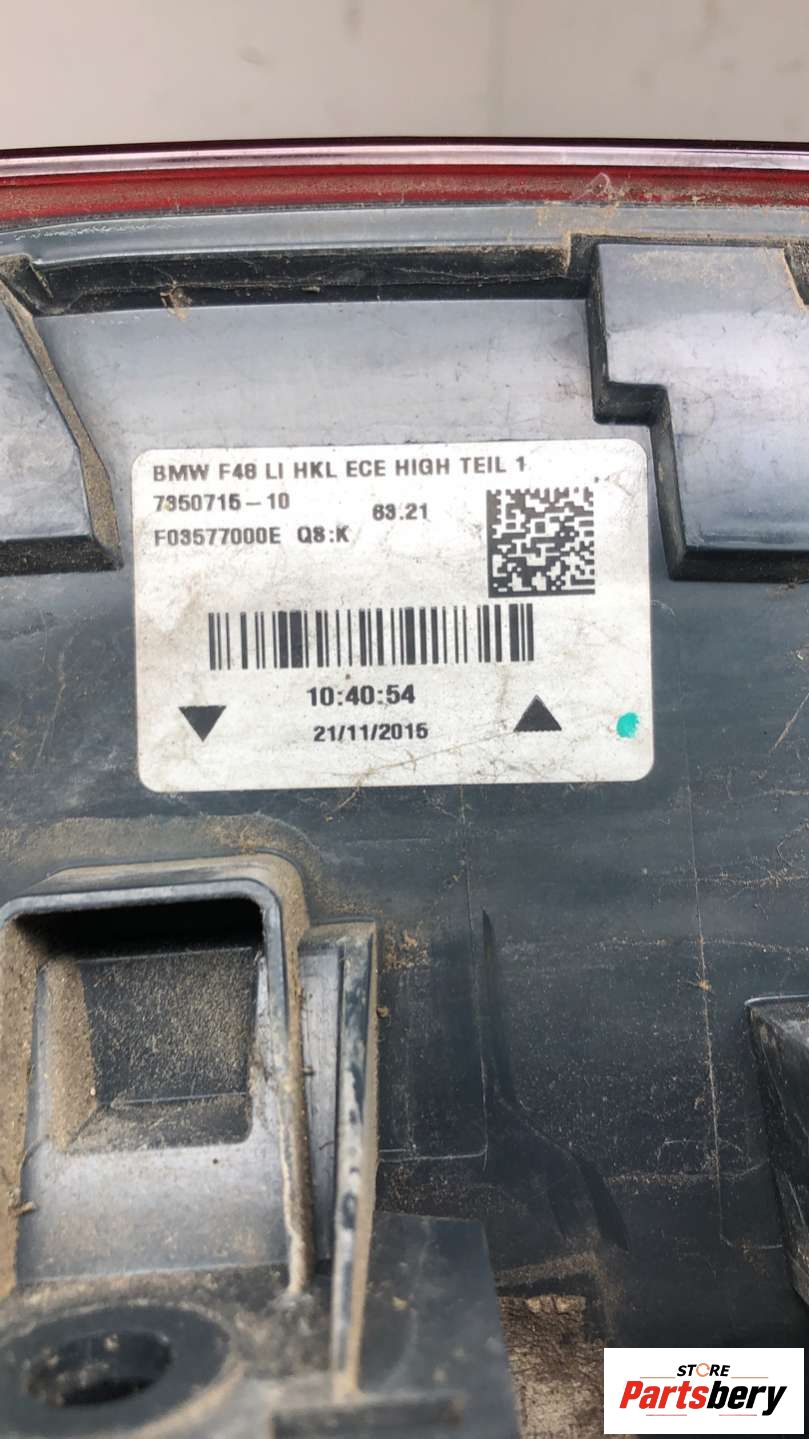 BMW F48 LI HKL ECE HIGH TEIL 1
7350715-10 63.21
F03577000E Q8:K
10:40:54
21/11/2015
STORE
Partsbery